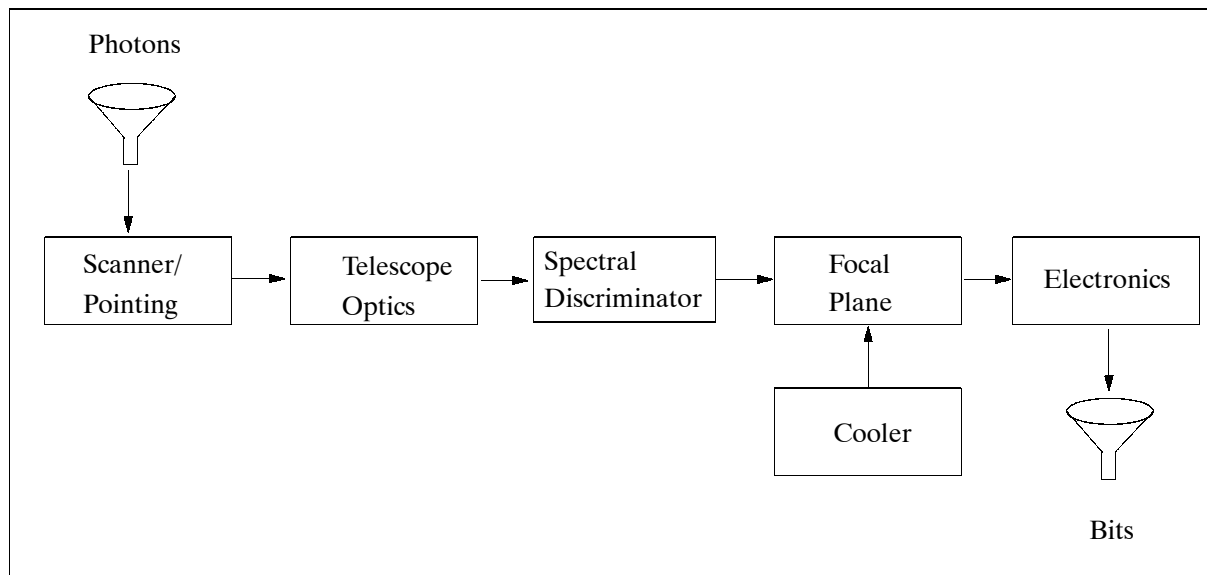 Photons
Scanner/
Pointing
Telescope
Optics
Spectral
Discriminator
Focal
Plane
Electronics
Cooler
Bits